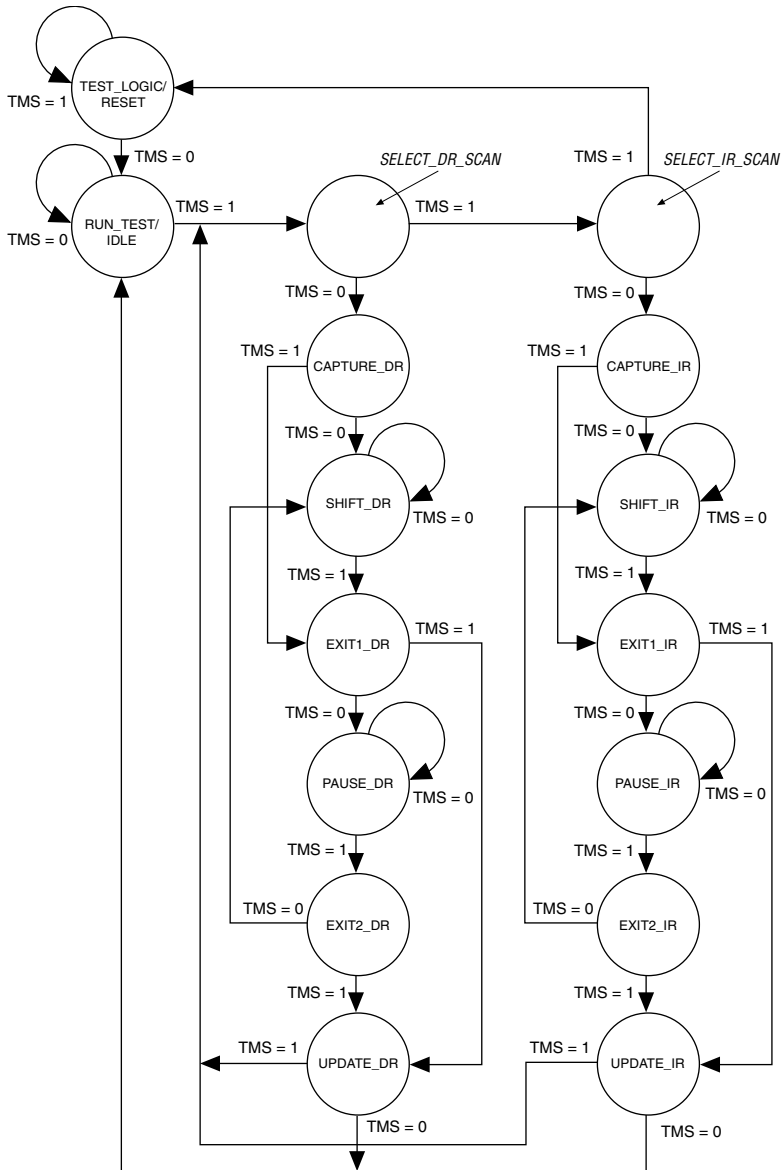 TEST_LOGIC/
RESET
TMS = 1
TMS = 0
SELECT_DR_SCAN
TMS = 1
SELECT_IR_SCAN
RUN_TEST/
IDLE
TMS = 0
TMS = 1
TMS = 1
TMS = 0
TMS = 0
TMS = 1
CAPTURE_DR
TMS = 1
CAPTURE_IR
TMS = 0
TMS = 0
SHIFT_DR
TMS = 0
SHIFT_IR
TMS = 0
TMS = 1
TMS = 1
EXIT1_DR
TMS = 1
EXIT1_IR
TMS = 1
TMS = 0
TMS = 0
PAUSE_DR
TMS = 0
PAUSE_IR
TMS = 0
TMS = 1
TMS = 1
TMS = 0
EXIT2_DR
TMS = 0
EXIT2_IR
TMS = 1
TMS = 1
TMS = 1
UPDATE_DR
TMS = 1
UPDATE_IR
TMS = 0
TMS = 0